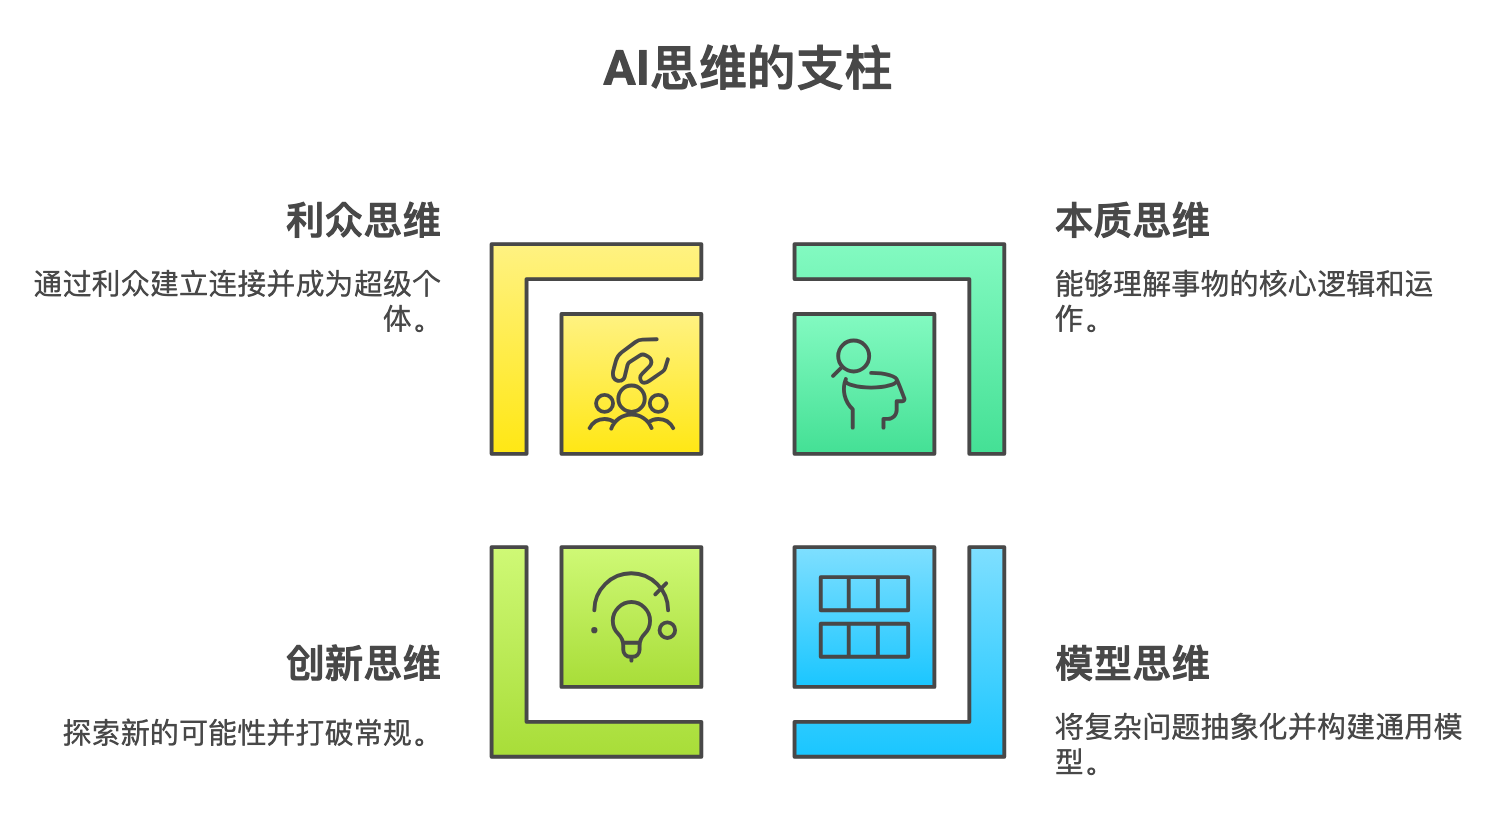 AI思维的支柱
利众思维
通过利众建立连接并成为超级个
体。
本质思维
能够理解事物的核心逻辑和运
作。
创新思维
探索新的可能性并打破常规。
模型思维
将复杂问题抽象化并构建通用模
型。